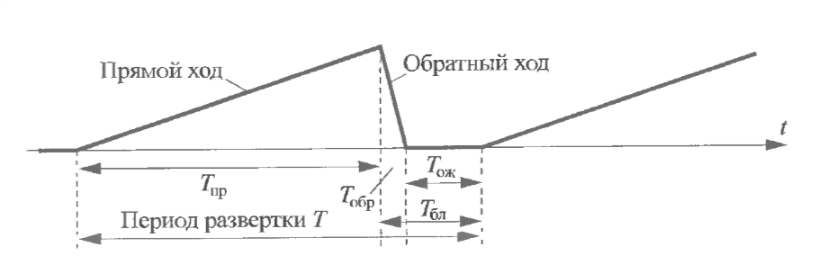 Прямой ход
Обратный ход
t
Tпр
Tобр
Tож
Tбл
Период развертки T